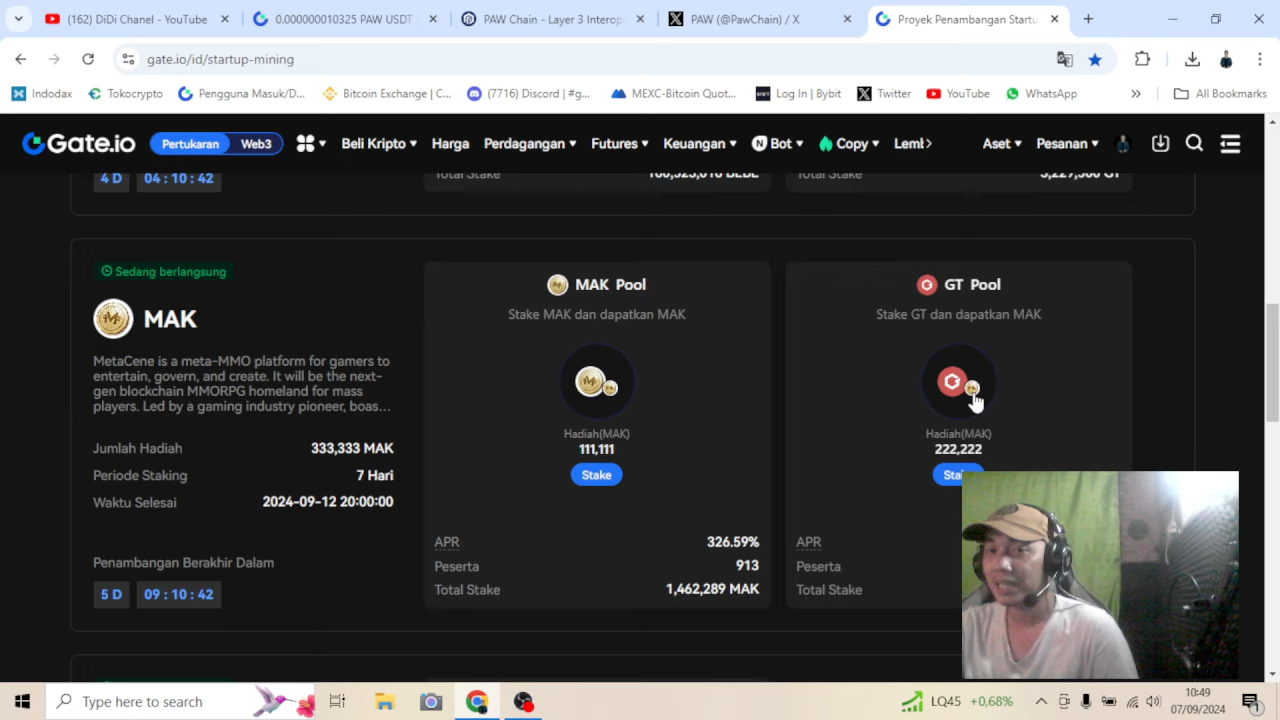 (162) DiDi Chanel - YouTube
0.000000010325 PAW USDT
PAW Chain - Layer 3 Interop
PAW (@PawChain) / X
Proyek Penambangan Startu
gate.io/id/startup-mining
Indodax
Tokocrypto
Pengguna Masuk/D...
Bitcoin Exchange | C...
(7716) Discord | #g...
MEXC-Bitcoin Quot...
Log In | Bybit
Twitter
YouTube
WhatsApp
All Bookmarks
Gate.io
Pertukaran
Web3
Beli Kripto
Harga
Perdagangan
Futures
Keuangan
Bot
Copy
Lemb
Aset
Pesanan
4 D
04 : 10 : 42
Total Stake
Total Stake
Sedang berlangsung
MAK
MetaCene is a meta-MMO platform for gamers to
entertain, govern, and create. It will be the next-
gen blockchain MMORPG homeland for mass
players. Led by a gaming industry pioneer, boas...
Jumlah Hadiah
333,333 MAK
Periode Staking
7 Hari
Waktu Selesai
2024-09-12 20:00:00
Penambangan Berakhir Dalam
5 D
09 : 10 : 42
MAK Pool
Stake MAK dan dapatkan MAK
Hadiah(MAK)
111,111
Stake
APR
326.59%
Peserta
913
Total Stake
1,462,289 MAK
GT Pool
Stake GT dan dapatkan MAK
Hadiah(MAK)
222,222
APR
Peserta
Total Stake
Type here to search
LQ45
+0,68%
10:49
07/09/2024